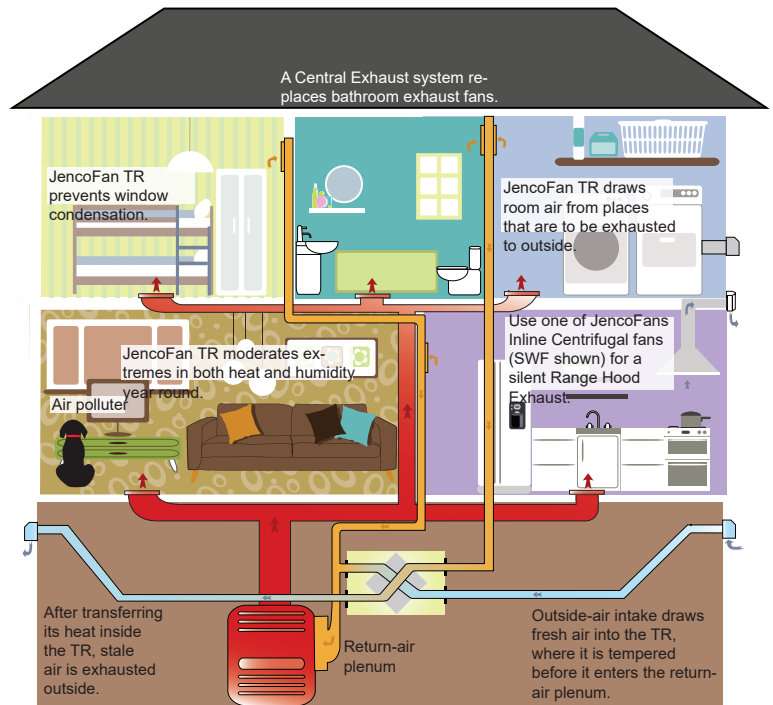 A Central Exhaust system re-
places bathroom exhaust fans.
JencoFan TR
prevents window
condensation.
JencoFan TR draws
room air from places
that are to be exhausted
to outside.
JencoFan TR moderates ex-
tremes in both heat and humidity
year round.
Use one of JencoFans
Inline Centrifugal fans
(SWF shown) for a
silent Range Hood
Exhaust.
Air polluter
After transferring
its heat inside
the TR, stale
air is exhausted
outside.
Return-air
plenum
Outside-air intake draws
fresh air into the TR,
where it is tempered
before it enters the return-
air plenum.